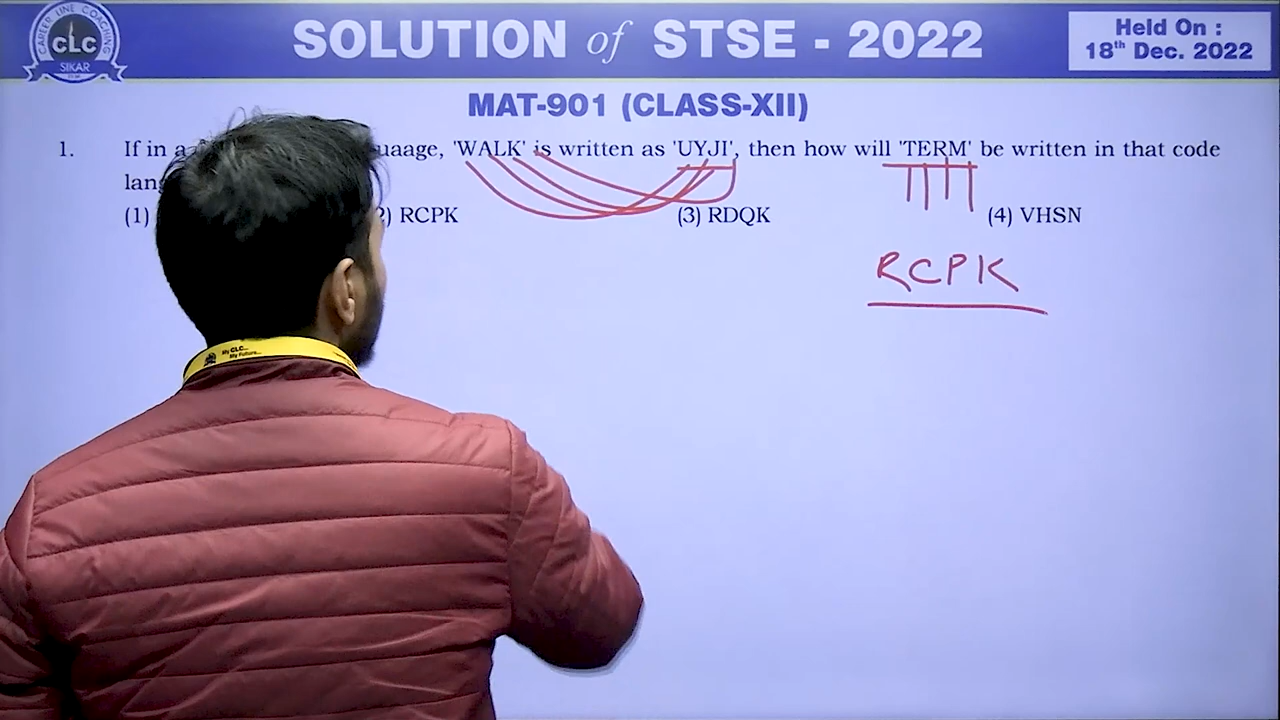 CAREER LINE COACHING
CLC
SIKAR
SOLUTION of STSE - 2022
Held On :
18th Dec. 2022
MAT-901 (CLASS-XII)
1. If in a uaage, 'WALK' is written as 'UYJI', then how will 'TERM' be written in that code
lan
(1) 2) RCPK (3) RDQK (4) VHSN
RCPK
My CLC...
My Future...